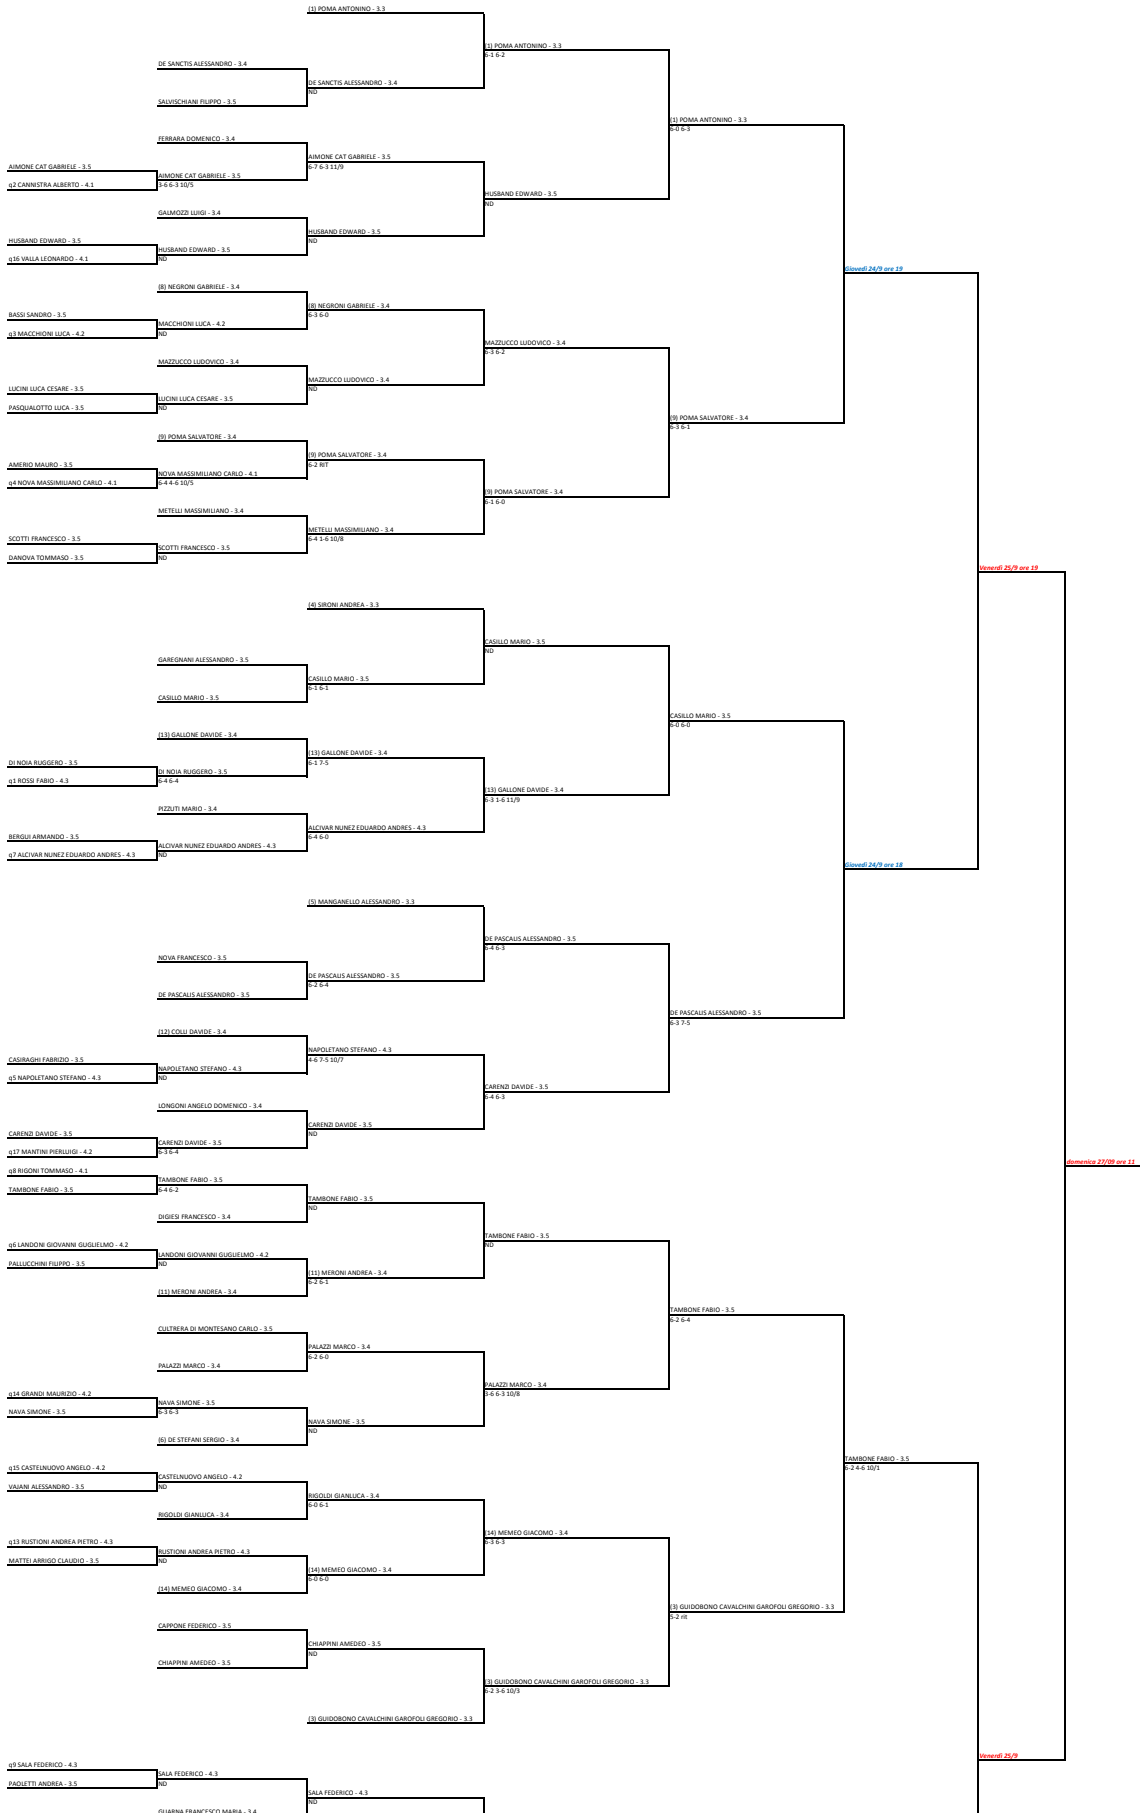 (1) POMA ANTONINO - 3.3
(1) POMA ANTONINO - 3.3
6-1 6-2
DE SANCTIS ALESSANDRO - 3.4
DE SANCTIS ALESSANDRO - 3.4
ND
SALVISCHIANI FILIPPO - 3.5
(1) POMA ANTONINO - 3.3
6-0 6-3
FERRARA DOMENICO - 3.4
AIMONE CAT GABRIELE - 3.5
6-7 6-3 11/9
AIMONE CAT GABRIELE - 3.5
AIMONE CAT GABRIELE - 3.5
3-6 6-3 10/5
q2 CANNISTRA ALBERTO - 4.1
HUSBAND EDWARD - 3.5
ND
GALMOZZI LUIGI - 3.4
HUSBAND EDWARD - 3.5
ND
HUSBAND EDWARD - 3.5
HUSBAND EDWARD - 3.5
ND
q16 VALLA LEONARDO - 4.1
Giovedì 24/9 ore 19
(8) NEGRONI GABRIELE - 3.4
(8) NEGRONI GABRIELE - 3.4
6-3 6-0
BASSI SANDRO - 3.5
MACCHIONI LUCA - 4.2
ND
q3 MACCHIONI LUCA - 4.2
MAZZUCCO LUDOVICO - 3.4
6-3 6-2
MAZZUCCO LUDOVICO - 3.4
MAZZUCCO LUDOVICO - 3.4
ND
LUCINI LUCA CESARE - 3.5
LUCINI LUCA CESARE - 3.5
ND
PASQUALOTTO LUCA - 3.5
(9) POMA SALVATORE - 3.4
6-3 6-1
(9) POMA SALVATORE - 3.4
(9) POMA SALVATORE - 3.4
6-2 RIT
AMERIO MAURO - 3.5
NOVA MASSIMILIANO CARLO - 4.1
6-4 4-6 10/5
q4 NOVA MASSIMILIANO CARLO - 4.1
(9) POMA SALVATORE - 3.4
6-1 6-0
METELLI MASSIMILIANO - 3.4
METELLI MASSIMILIANO - 3.4
6-4 1-6 10/8
SCOTTI FRANCESCO - 3.5
SCOTTI FRANCESCO - 3.5
ND
DANOVA TOMMASO - 3.5
Venerdì 25/9 ore 19
(4) SIRONI ANDREA - 3.3
CASILLO MARIO - 3.5
ND
GAREGNANI ALESSANDRO - 3.5
CASILLO MARIO - 3.5
6-1 6-1
CASILLO MARIO - 3.5
CASILLO MARIO - 3.5
6-0 6-0
(13) GALLONE DAVIDE - 3.4
(13) GALLONE DAVIDE - 3.4
6-1 7-5
DI NOIA RUGGERO - 3.5
DI NOIA RUGGERO - 3.5
6-4 6-4
q1 ROSSI FABIO - 4.3
(13) GALLONE DAVIDE - 3.4
6-3 1-6 11/9
PIZZUTI MARIO - 3.4
ALCIVAR NUNEZ EDUARDO ANDRES - 4.3
6-4 6-0
BERGUI ARMANDO - 3.5
ALCIVAR NUNEZ EDUARDO ANDRES - 4.3
ND
q7 ALCIVAR NUNEZ EDUARDO ANDRES - 4.3
Giovedì 24/9 ore 18
(5) MANGANELLO ALESSANDRO - 3.3
DE PASCALIS ALESSANDRO - 3.5
6-4 6-3
NOVA FRANCESCO - 3.5
DE PASCALIS ALESSANDRO - 3.5
6-2 6-4
DE PASCALIS ALESSANDRO - 3.5
DE PASCALIS ALESSANDRO - 3.5
6-3 7-5
(12) COLLI DAVIDE - 3.4
NAPOLETANO STEFANO - 4.3
4-6 7-5 10/7
CASIRAGHI FABRIZIO - 3.5
NAPOLETANO STEFANO - 4.3
ND
q5 NAPOLETANO STEFANO - 4.3
CARENZI DAVIDE - 3.5
6-4 6-3
LONGONI ANGELO DOMENICO - 3.4
CARENZI DAVIDE - 3.5
ND
CARENZI DAVIDE - 3.5
CARENZI DAVIDE - 3.5
6-3 6-4
q17 MANTINI PIERLUIGI - 4.2
domenica 27/09 ore 11
q8 RIGONI TOMMASO - 4.1
TAMBONE FABIO - 3.5
6-4 6-2
TAMBONE FABIO - 3.5
TAMBONE FABIO - 3.5
ND
DIGIESI FRANCESCO - 3.4
TAMBONE FABIO - 3.5
ND
q6 LANDONI GIOVANNI GUGLIELMO - 4.2
LANDONI GIOVANNI GUGLIELMO - 4.2
ND
PALLUCCHINI FILIPPO - 3.5
(11) MERONI ANDREA - 3.4
6-2 6-1
(11) MERONI ANDREA - 3.4
TAMBONE FABIO - 3.5
6-2 6-4
CULTRERA DI MONTESANO CARLO - 3.5
PALAZZI MARCO - 3.4
6-2 6-0
PALAZZI MARCO - 3.4
PALAZZI MARCO - 3.4
3-6 6-3 10/8
q14 GRANDI MAURIZIO - 4.2
NAVA SIMONE - 3.5
6-3 6-3
NAVA SIMONE - 3.5
NAVA SIMONE - 3.5
ND
(6) DE STEFANI SERGIO - 3.4
TAMBONE FABIO - 3.5
6-2 4-6 10/1
q15 CASTELNUOVO ANGELO - 4.2
CASTELNUOVO ANGELO - 4.2
ND
VAJANI ALESSANDRO - 3.5
RIGOLDI GIANLUCA - 3.4
6-0 6-1
RIGOLDI GIANLUCA - 3.4
(14) MEMEO GIACOMO - 3.4
6-3 6-3
q13 RUSTIONI ANDREA PIETRO - 4.3
RUSTIONI ANDREA PIETRO - 4.3
ND
MATTEI ARRIGO CLAUDIO - 3.5
(14) MEMEO GIACOMO - 3.4
6-0 6-0
(14) MEMEO GIACOMO - 3.4
(3) GUIDOBONO CAVALCHINI GAROFOLI GREGORIO - 3.3
5-2 rit
CAPPONE FEDERICO - 3.5
CHIAPPINI AMEDEO - 3.5
ND
CHIAPPINI AMEDEO - 3.5
(3) GUIDOBONO CAVALCHINI GAROFOLI GREGORIO - 3.3
6-2 3-6 10/3
(3) GUIDOBONO CAVALCHINI GAROFOLI GREGORIO - 3.3
Venerdì 25/9
q9 SALA FEDERICO - 4.3
SALA FEDERICO - 4.3
ND
PAOLETTI ANDREA - 3.5
SALA FEDERICO - 4.3
ND
GUARNA FRANCESCO MARIA - 3.4